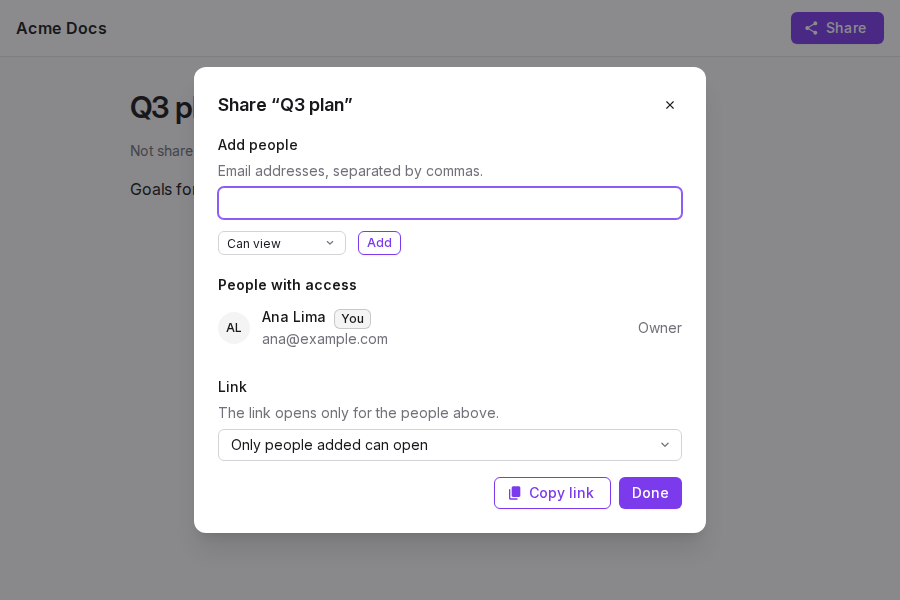 Acme Docs
Share
Q3 p
Share “Q3 plan”
Not share
Add people
Email addresses, separated by commas.
Goals for
Can view
Add
People with access
AL
Ana Lima You
ana@example.com
Owner
Link
The link opens only for the people above.
Only people added can open
Copy link
Done